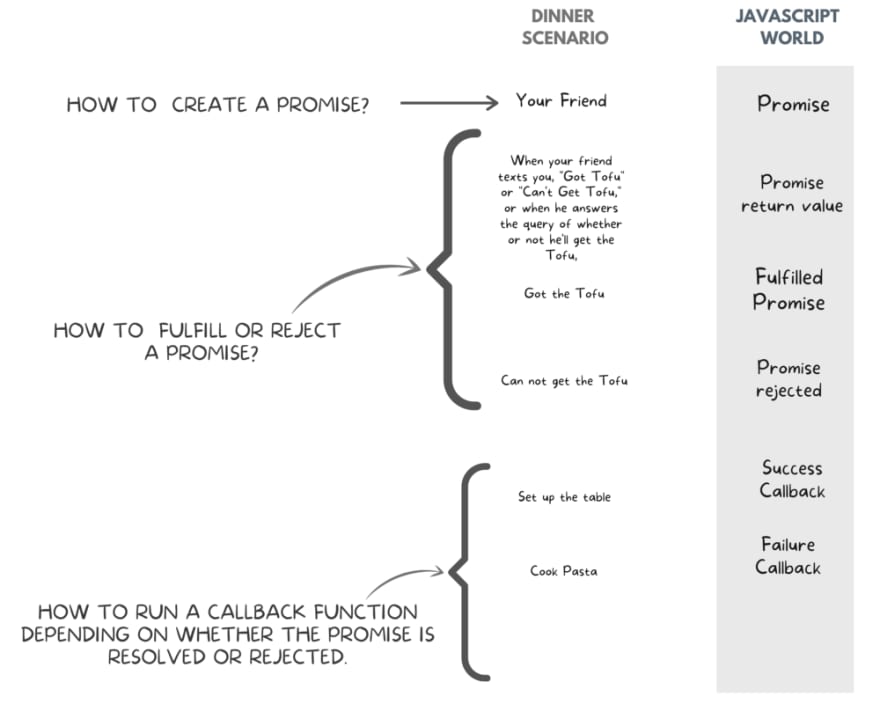 DINNER
SCENARIO
JAVASCRIPT
WORLD
HOW TO CREATE A PROMISE?
Your Friend
Promise
When your friend
texts you, "Got Tofu"
or "Can't Get Tofu,"
or when he answers
the query of whether
or not he'll get the
Tofu,
Promise
return value
Got the Tofu
Fulfilled
Promise
HOW TO FULFILL OR REJECT
A PROMISE?
Can not get the Tofu
Promise
rejected
Set up the table
Success
Callback
Cook Pasta
Failure
Callback
HOW TO RUN A CALLBACK FUNCTION
DEPENDING ON WHETHER THE PROMISE IS
RESOLVED OR REJECTED.